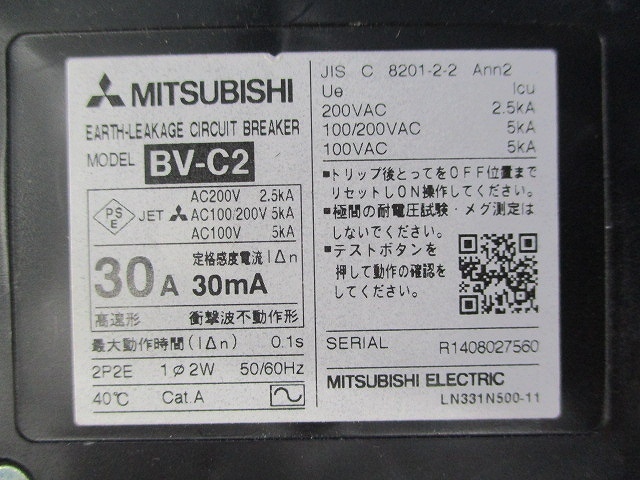 MITSUBISHI
EARTH-LEAKAGE CIRCUIT BREAKER
MODEL BV-C2
PS
E
JET
AC200V 2.5kA
AC100/200V 5kA
AC100V 5kA
30A
定格感度電流 IΔn
30mA
高速形 衝撃波不動作形
最大動作時間(IΔn) 0.1s
2P2E 1φ2W 50/60Hz
40℃ Cat.A
JIS C 8201-2-2 Ann2
Ue Icu
200VAC 2.5kA
100/200VAC 5kA
100VAC 5kA
■トリップ後とってをOFF位置まで
リセットしON操作してください。
■極間の耐電圧試験・メグ測定は
しないでください。
■テストボタンを
押して動作の確認を
してください。
SERIAL R1408027560
MITSUBISHI ELECTRIC
LN331N500-11